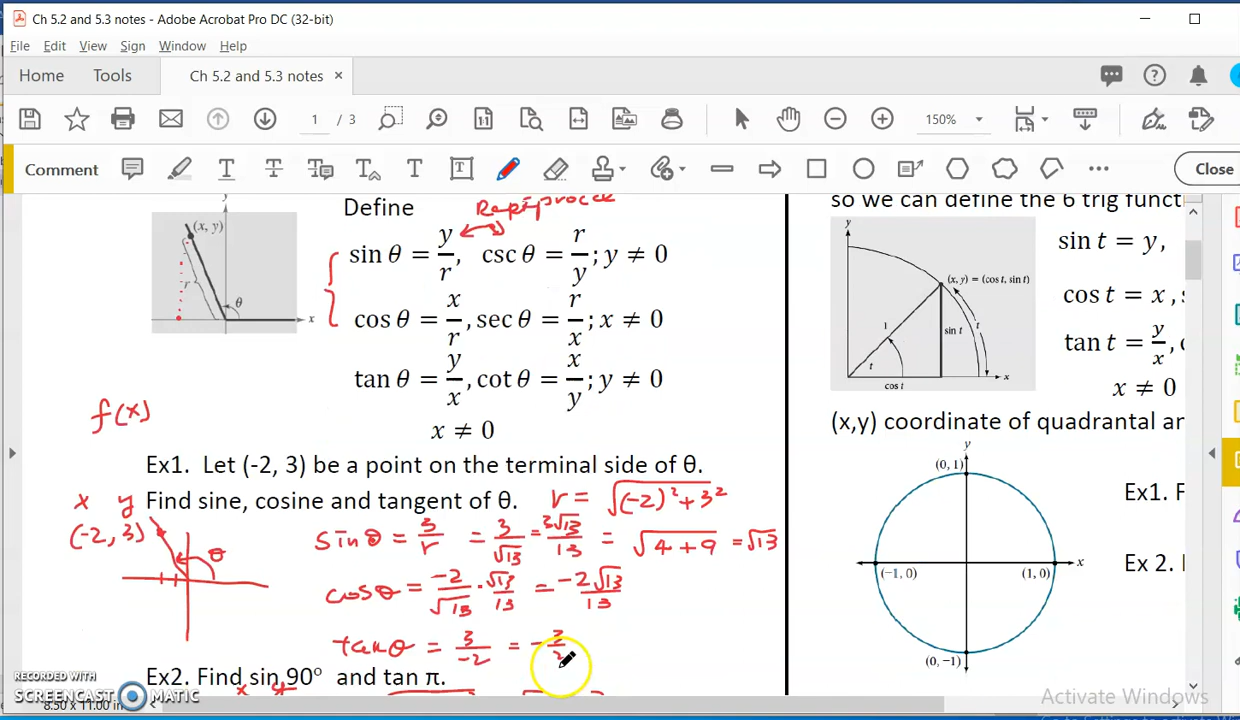 Ch 5.2 and 5.3 notes - Adobe Acrobat Pro DC (32-bit)
File Edit View Sign Window Help
Home Tools Ch 5.2 and 5.3 notes ×
1 / 3 150%
Comment Close
Define
(x, y)
r
θ
x
sin θ = y/r, csc θ = r/y; y ≠ 0
cos θ = x/r, sec θ = r/x; x ≠ 0
tan θ = y/x, cot θ = x/y; y ≠ 0
x ≠ 0
f(x)
Ex1. Let (-2, 3) be a point on the terminal side of θ.
Find sine, cosine and tangent of θ.
r = √((-2)² + 3²)
= √(4+9) = √13
x y
(-2, 3)
θ
sinθ = 3/r = 3/√13 = 3√13/13
cosθ = -2/√13 · √13/13 = -2√13/13
tanθ = 3/-2 = -3/2
Ex2. Find sin 90° and tan π.
x y
so we can define the 6 trig functi
y
(x, y) = (cos t, sin t)
1
t
sin t
t
cos t
x
sin t = y,
cos t = x ,
tan t = y/x,
x ≠ 0
(x,y) coordinate of quadrantal an
y
(0, 1)
(−1, 0)
(1, 0)
x
(0, −1)
Ex1. F
Ex 2.
RECORDED WITH
SCREENCAST MATIC
8.50 x 11.00 in
Activate Windows